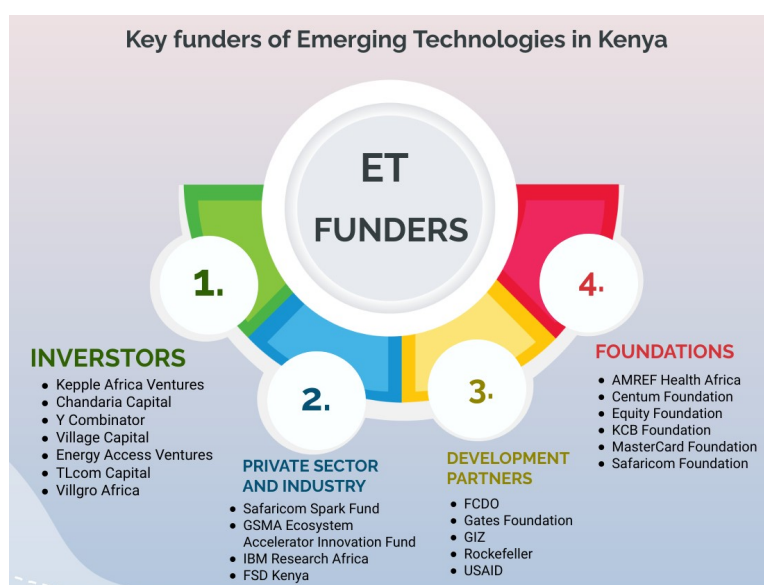 Key funders of Emerging Technologies in Kenya
ET
FUNDERS
1.
INVERSTORS
• Kepple Africa Ventures
• Chandaria Capital
• Y Combinator
• Village Capital
• Energy Access Ventures
• TLcom Capital
• Villgro Africa
2.
PRIVATE SECTOR
AND INDUSTRY
• Safaricom Spark Fund
• GSMA Ecosystem
Accelerator Innovation Fund
• IBM Research Africa
• FSD Kenya
3.
DEVELOPMENT
PARTNERS
• FCDO
• Gates Foundation
• GIZ
• Rockefeller
• USAID
4.
FOUNDATIONS
• AMREF Health Africa
• Centum Foundation
• Equity Foundation
• KCB Foundation
• MasterCard Foundation
• Safaricom Foundation